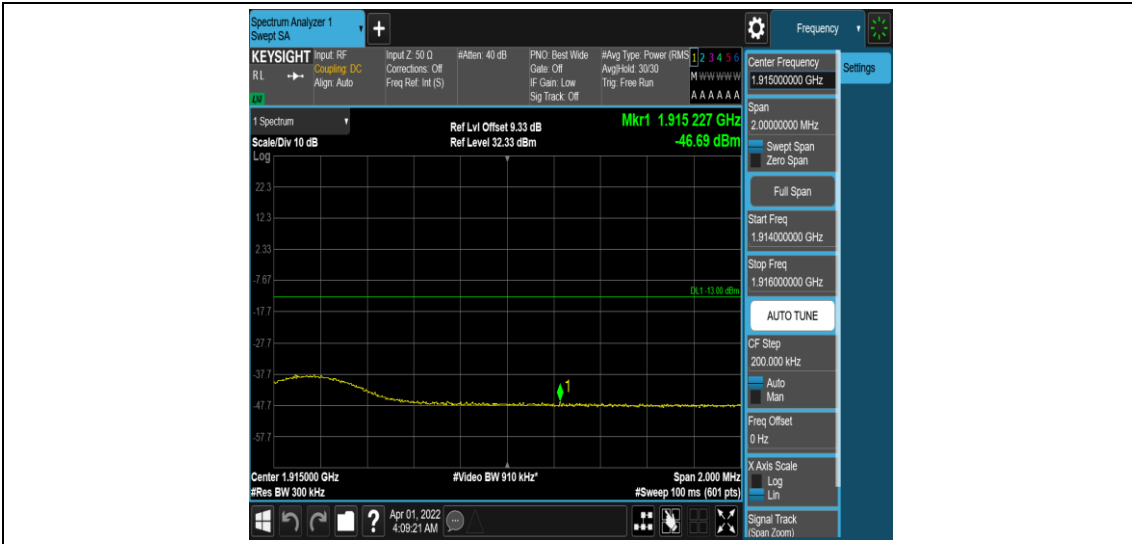 Spectrum Analyzer 1
Swept SA
+
Frequency
KEYSIGHT
RL
LXI
Input: RF
Coupling: DC
Align: Auto
Input Z: 50 Ω
Corrections: Off
Freq Ref: Int (S)
#Atten: 40 dB
PNO: Best Wide
Gate: Off
IF Gain: Low
Sig Track: Off
#Avg Type: Power (RMS
Avg|Hold: 30/30
Trig: Free Run
1 2 3 4 5 6
M W W W W W
A A A A A A
1 Spectrum
Scale/Div 10 dB
Log
Ref Lvl Offset 9.33 dB
Ref Level 32.33 dBm
Mkr1 1.915 227 GHz
-46.69 dBm
22.3
12.3
2.33
-7.67
DL1 -13.00 dBm
-17.7
-27.7
-37.7
1
-47.7
-57.7
Center 1.915000 GHz
#Video BW 910 kHz*
Span 2.000 MHz
#Res BW 300 kHz
#Sweep 100 ms (601 pts)
?
Apr 01, 2022
4:09:21 AM
Center Frequency
1.915000000 GHz
Settings
Span
2.00000000 MHz
Swept Span
Zero Span
Full Span
Start Freq
1.914000000 GHz
Stop Freq
1.916000000 GHz
AUTO TUNE
CF Step
200.000 kHz
Auto
Man
Freq Offset
0 Hz
X Axis Scale
Log
Lin
Signal Track
(Span Zoom)